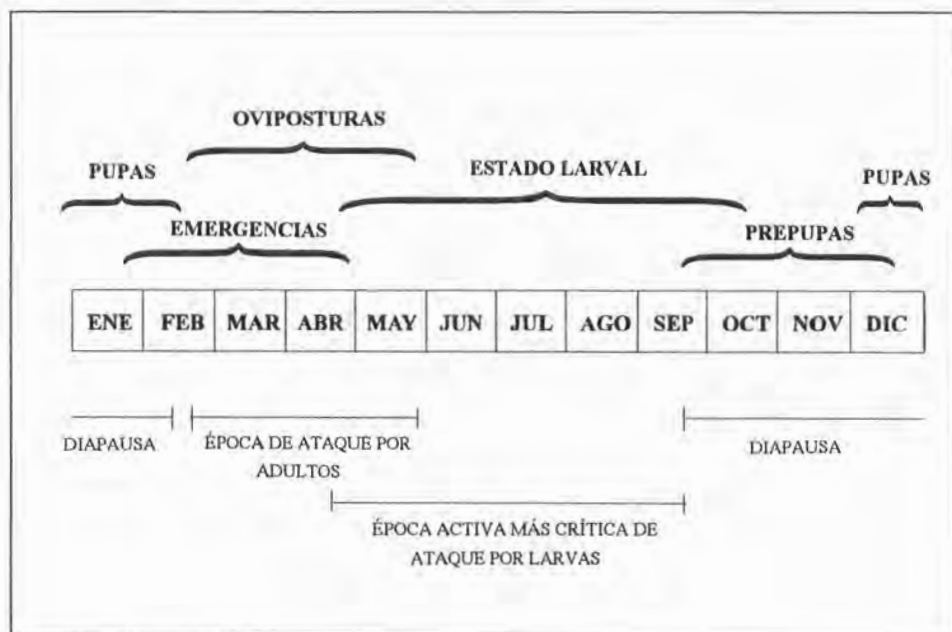 OVIPOSTURAS
PUPAS
ESTADO LARVAL
PUPAS
EMERGENCIAS
PREPUPAS
ENE FEB MAR ABR MAY JUN JUL AGO SEP OCT NOV DIC
DIAPAUSA
ÉPOCA DE ATAQUE POR
ADULTOS
DIAPAUSA
ÉPOCA ACTIVA MÁS CRÍTICA DE
ATAQUE POR LARVAS